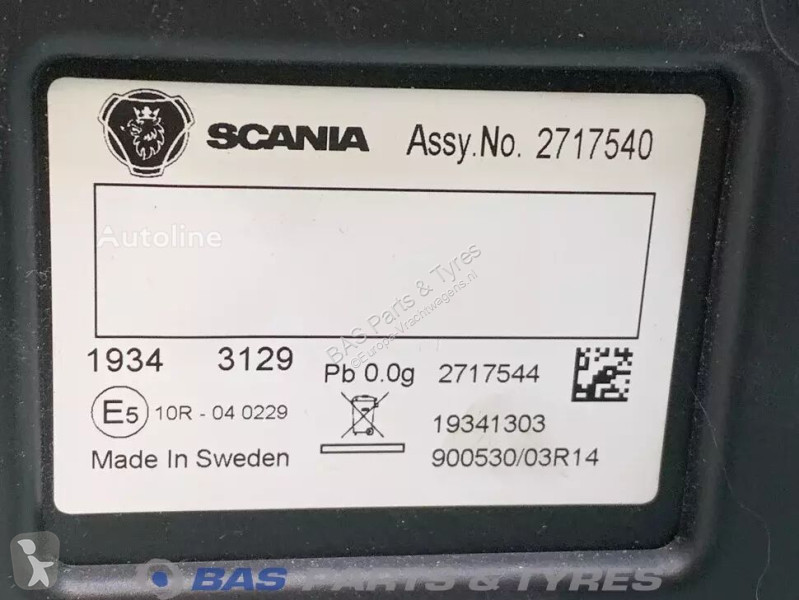 SCANIA Assy.No. 2717540
Autoline
BAS Parts & Tyres
©Europe-Vrachtwagens.nl
1934 3129 Pb 0.0g 2717544
E5 10R - 04 0229 19341303
Made In Sweden 900530/03R14
BAS PARTS & TYRES